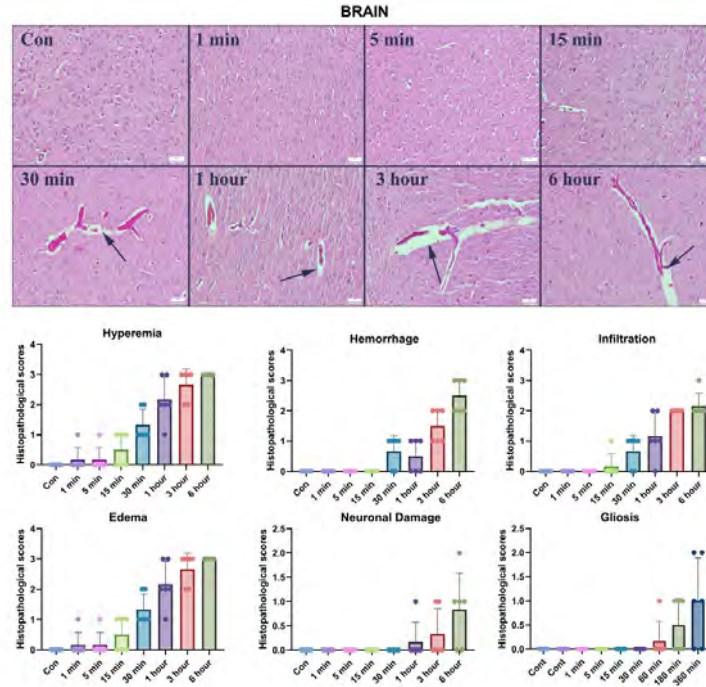 BRAIN
Con 1 min 5 min 15 min
30 min 1 hour 3 hour 6 hour
Hyperemia
Histopathological scores
4
3
2
1
0
Con 1 min 5 min 15 min 30 min 1 hour 3 hour 6 hour
Hemorrhage
Histopathological scores
4
3
2
1
0
Con 1 min 5 min 15 min 30 min 1 hour 3 hour 6 hour
Infiltration
Histopathological scores
4
3
2
1
0
Con 1 min 5 min 15 min 30 min 1 hour 3 hour 6 hour
Edema
Histopathological scores
4
3
2
1
0
Con 1 min 5 min 15 min 30 min 1 hour 3 hour 6 hour
Neuronal Damage
Histopathological scores
2.5
2.0
1.5
1.0
0.5
0.0
Con 1 min 5 min 15 min 30 min 1 hour 3 hour 6 hour
Gliosis
Histopathological scores
2.5
2.0
1.5
1.0
0.5
0.0
Cont Cont 1 min 5 min 15 min 30 min 60 min 180 min 360 min